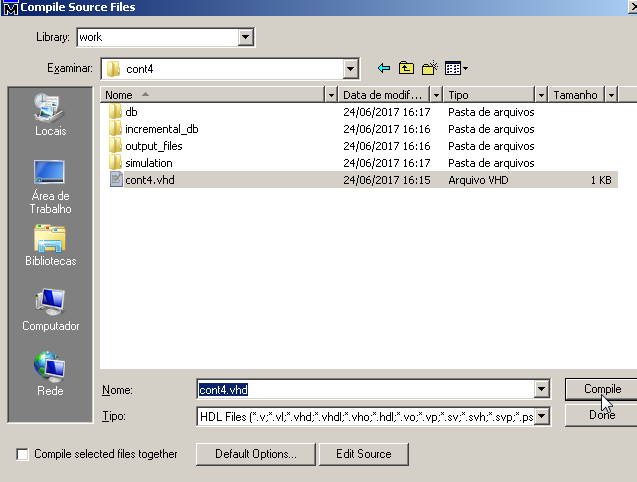 Compile Source Files
Library: work
Examinar: cont4
Nome Data de modif... Tipo Tamanho
db 24/06/2017 16:17 Pasta de arquivos
incremental_db 24/06/2017 16:16 Pasta de arquivos
output_files 24/06/2017 16:16 Pasta de arquivos
simulation 24/06/2017 16:17 Pasta de arquivos
cont4.vhd 24/06/2017 16:15 Arquivo VHD 1 KB
Locais
Área de
Trabalho
Bibliotecas
Computador
Rede
Nome: cont4.vhd Compile
Tipo: HDL Files (*.v;*.vl;*.vhd;*.vhdl;*.vho;*.hdl;*.vo;*.vp;*.sv;*.svh;*.svp;*.ps Done
Compile selected files together Default Options... Edit Source